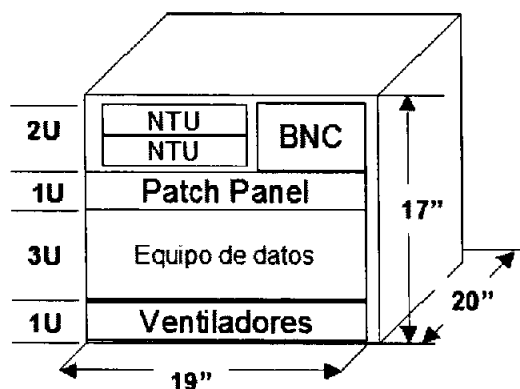 2U
NTU
NTU
BNC
1U
Patch Panel
17”
3U
Equipo de datos
20”
1U
Ventiladores
19”